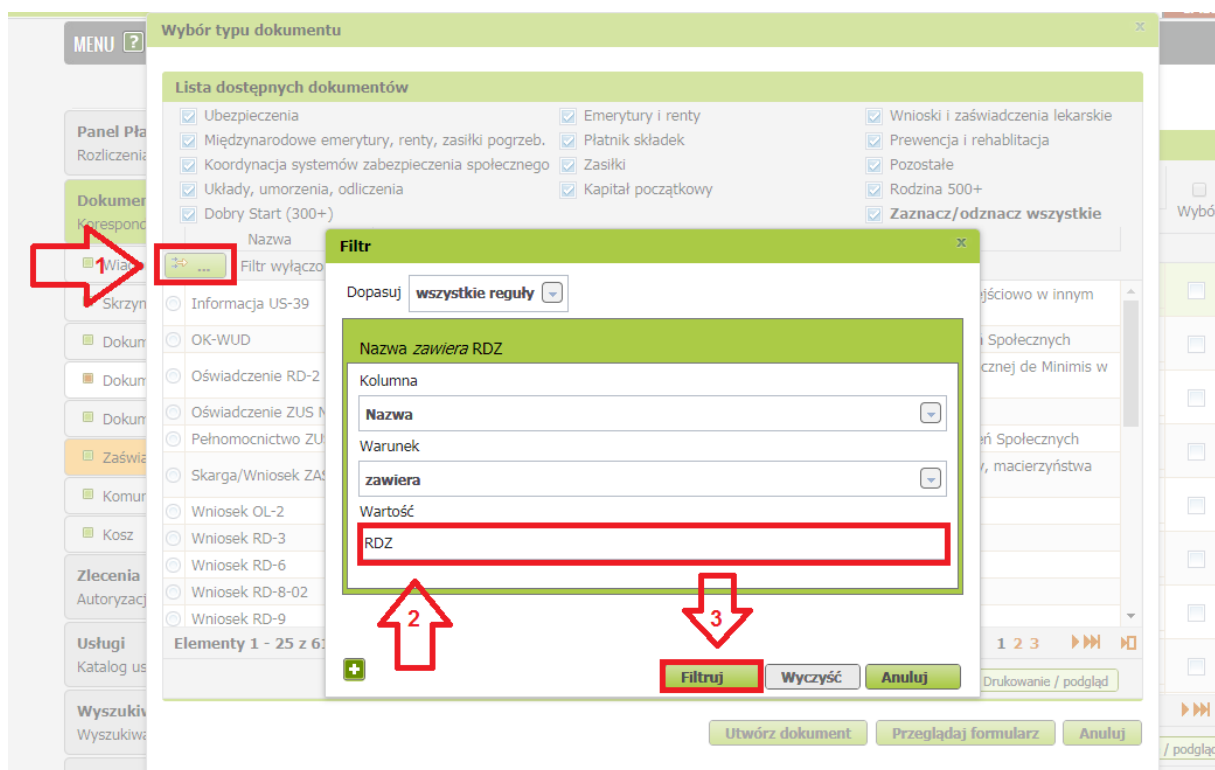 MENU ?
Wybór typu dokumentu x
Lista dostępnych dokumentów
Ubezpieczenia Emerytury i renty Wnioski i zaświadczenia lekarskie
Międzynarodowe emerytury, renty, zasiłki pogrzeb. Płatnik składek Prewencja i rehablitacja
Koordynacja systemów zabezpieczenia społecznego Zasiłki Pozostałe
Układy, umorzenia, odliczenia Kapitał początkowy Rodzina 500+
Dobry Start (300+) Zaznacz/odznacz wszystkie
Panel Pła
Rozliczenia
Dokumen
Korespond
Wiad
1
Skrzyn
Dokum
Dokum
Dokum
Zaświa
Komun
Kosz
Zlecenia
Autoryzacj
Usługi
Katalog us
Wyszukiw
Wyszukiwa
Nazwa
... Filtr wyłączo
Informacja US-39 ejściowo w innym
OK-WUD Społecznych
Oświadczenie RD-2 cznej de Minimis w
Oświadczenie ZUS
Pełnomocnictwo ZU eń Społecznych
Skarga/Wniosek ZAS y, macierzyństwa
Wniosek OL-2
Wniosek RD-3
Wniosek RD-6
Wniosek RD-8-02
Wniosek RD-9
Elementy 1 - 25 z 61 1 2 3
Drukowanie / podgląd
Filtr x
Dopasuj wszystkie reguły
Nazwa zawiera RDZ
Kolumna
Nazwa
Warunek
zawiera
Wartość
RDZ
2
3
Filtruj Wyczyść Anuluj
Utwórz dokument Przeglądaj formularz Anuluj
Wybó
/ podgląd